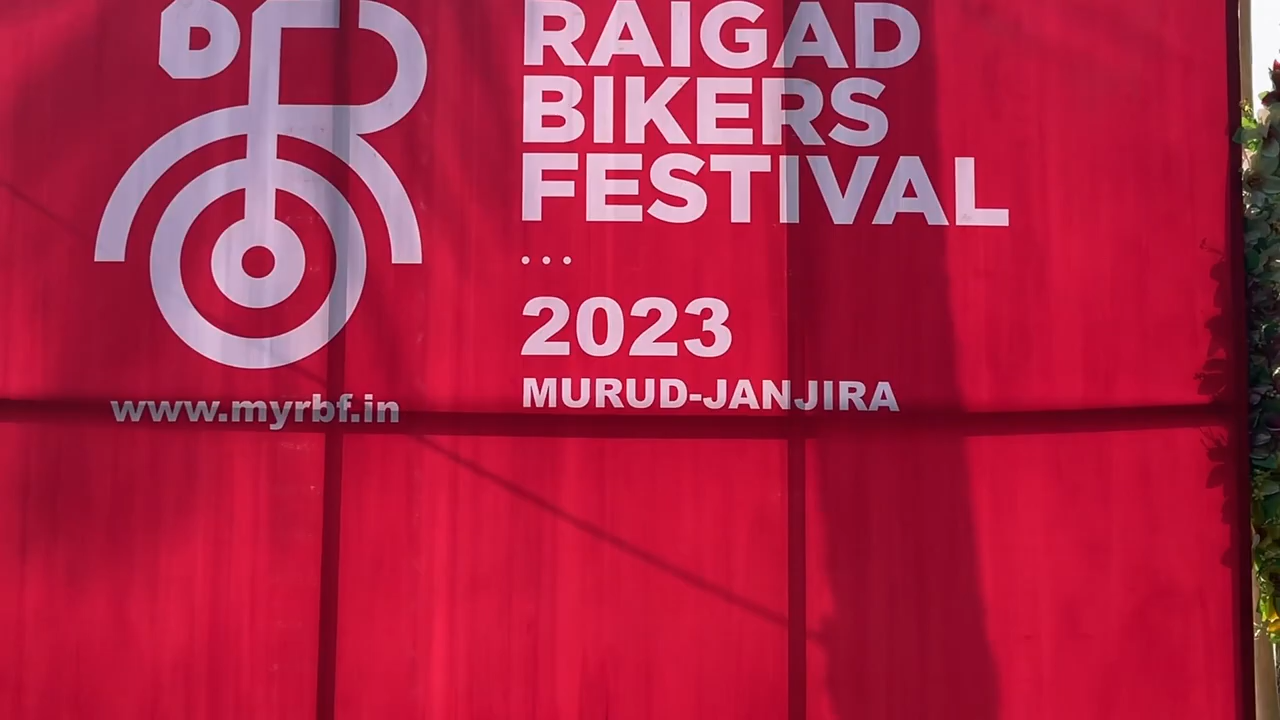 RAIGAD
BIKERS
FESTIVAL
...
2023
MURUD-JANJIRA
www.myrbf.in